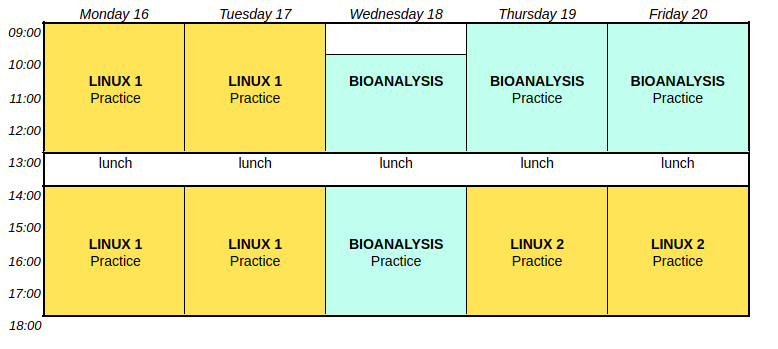 Monday 16 Tuesday 17 Wednesday 18 Thursday 19 Friday 20
09:00
10:00
LINUX 1 LINUX 1 BIOANALYSIS BIOANALYSIS BIOANALYSIS
11:00 Practice Practice Practice Practice
12:00
13:00 lunch lunch lunch lunch lunch
14:00
15:00
LINUX 1 LINUX 1 BIOANALYSIS LINUX 2 LINUX 2
16:00 Practice Practice Practice Practice Practice
17:00
18:00